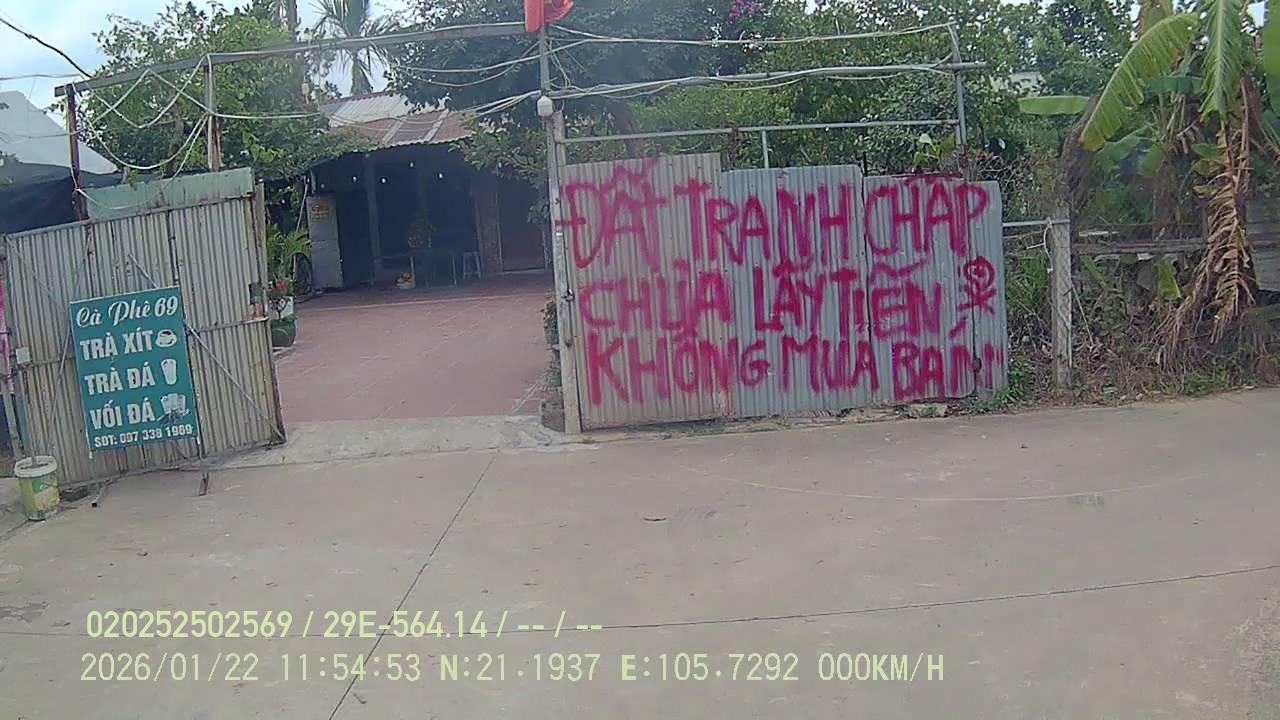 Cà Phê 69
TRÀ XÍT
TRÀ ĐÁ
VỐI ĐÁ
SĐT: 097 338 1969
ĐẤT TRANH CHẤP
CHƯA LẤY TIỀN
KHÔNG MUA BÁN
020252502569 / 29E-564.14 / -- / --
2026/01/22 11:54:53 N:21.1937 E:105.7292 000KM/H